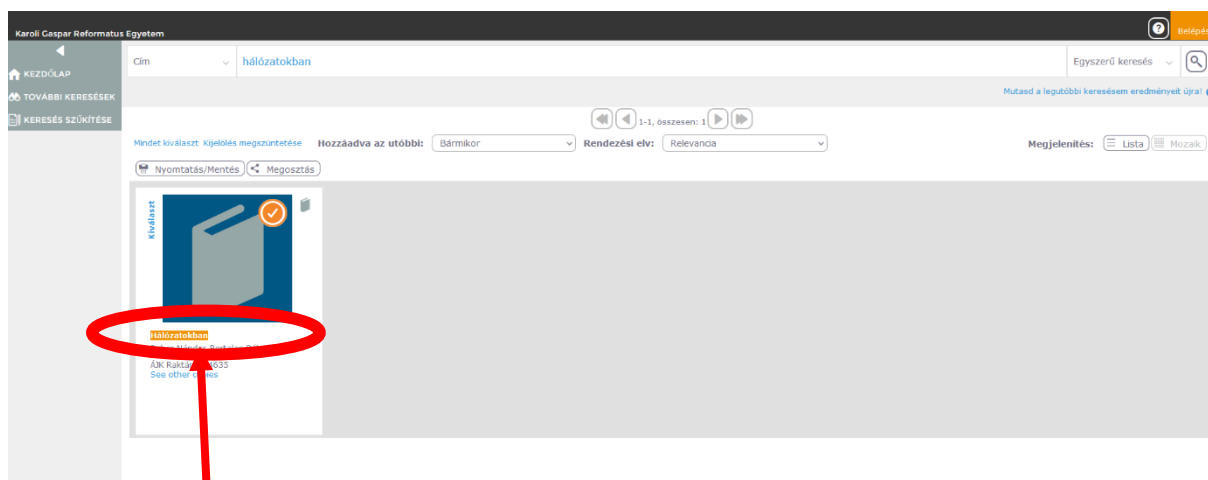 Karoli Gaspar Reformatus Egyetem
Belépés
KEZDŐLAP
TOVÁBBI KERESÉSEK
KERESÉS SZŰKÍTÉSE
Cím hálózatokban Egyszerű keresés
Mutasd a legutóbbi keresésem eredményeit újra!
1-1, összesen: 1
Mindet kiválaszt Kijelölés megszüntetése Hozzáadva az utóbbi: Bármikor Rendezési elv: Relevancia Megjelenítés: Lista Mozaik
Nyomtatás/Mentés Megosztás
Kiválaszt
Hálózatokban
ÁJK
See other